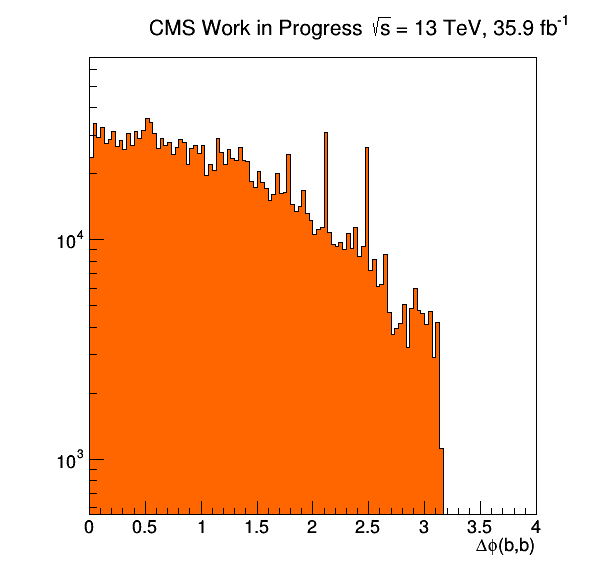 CMS Work in Progress √s = 13 TeV, 35.9 fb⁻¹
10⁴
10³
0 0.5 1 1.5 2 2.5 3 3.5 4
Δϕ(b,b)